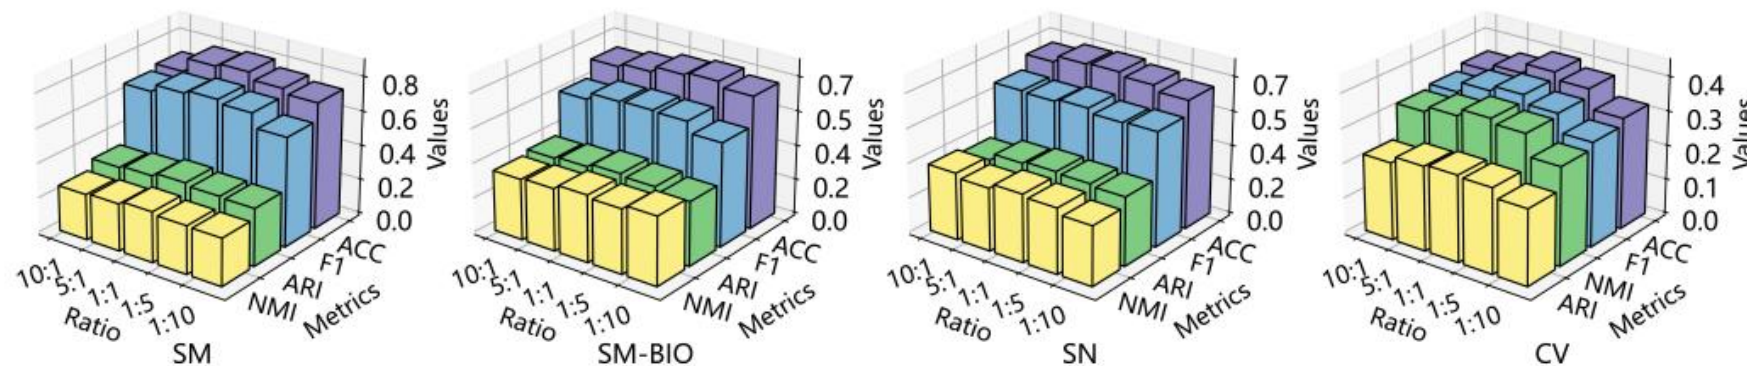 0.8
0.6
0.4
0.2
0.0
Values
10:1
5:1
1:1
1:5
1:10
Ratio
NMI
ARI
F1
ACC
Metrics
SM
0.7
0.5
0.4
0.2
0.0
Values
10:1
5:1
1:1
1:5
1:10
Ratio
NMI
ARI
F1
ACC
Metrics
SM-BIO
0.7
0.5
0.4
0.2
0.0
Values
10:1
5:1
1:1
1:5
1:10
Ratio
NMI
ARI
F1
ACC
Metrics
SN
0.4
0.3
0.2
0.1
0.0
Values
10:1
5:1
1:1
1:5
1:10
Ratio
ARI
NMI
F1
ACC
Metrics
CV